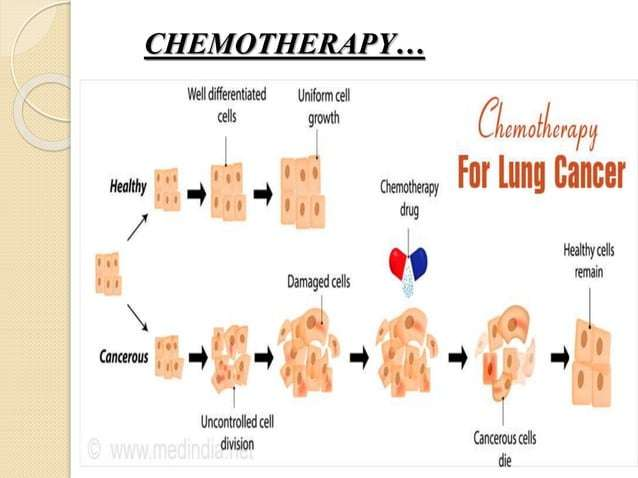 CHEMOTHERAPY…
Chemotherapy
For Lung Cancer
Well differentiated
cells
Uniform cell
growth
Healthy
Chemotherapy
drug
Healthy cells
remain
Damaged cells
Cancerous
Uncontrolled cell
division
Cancerous cells
die
© www.medindia.net